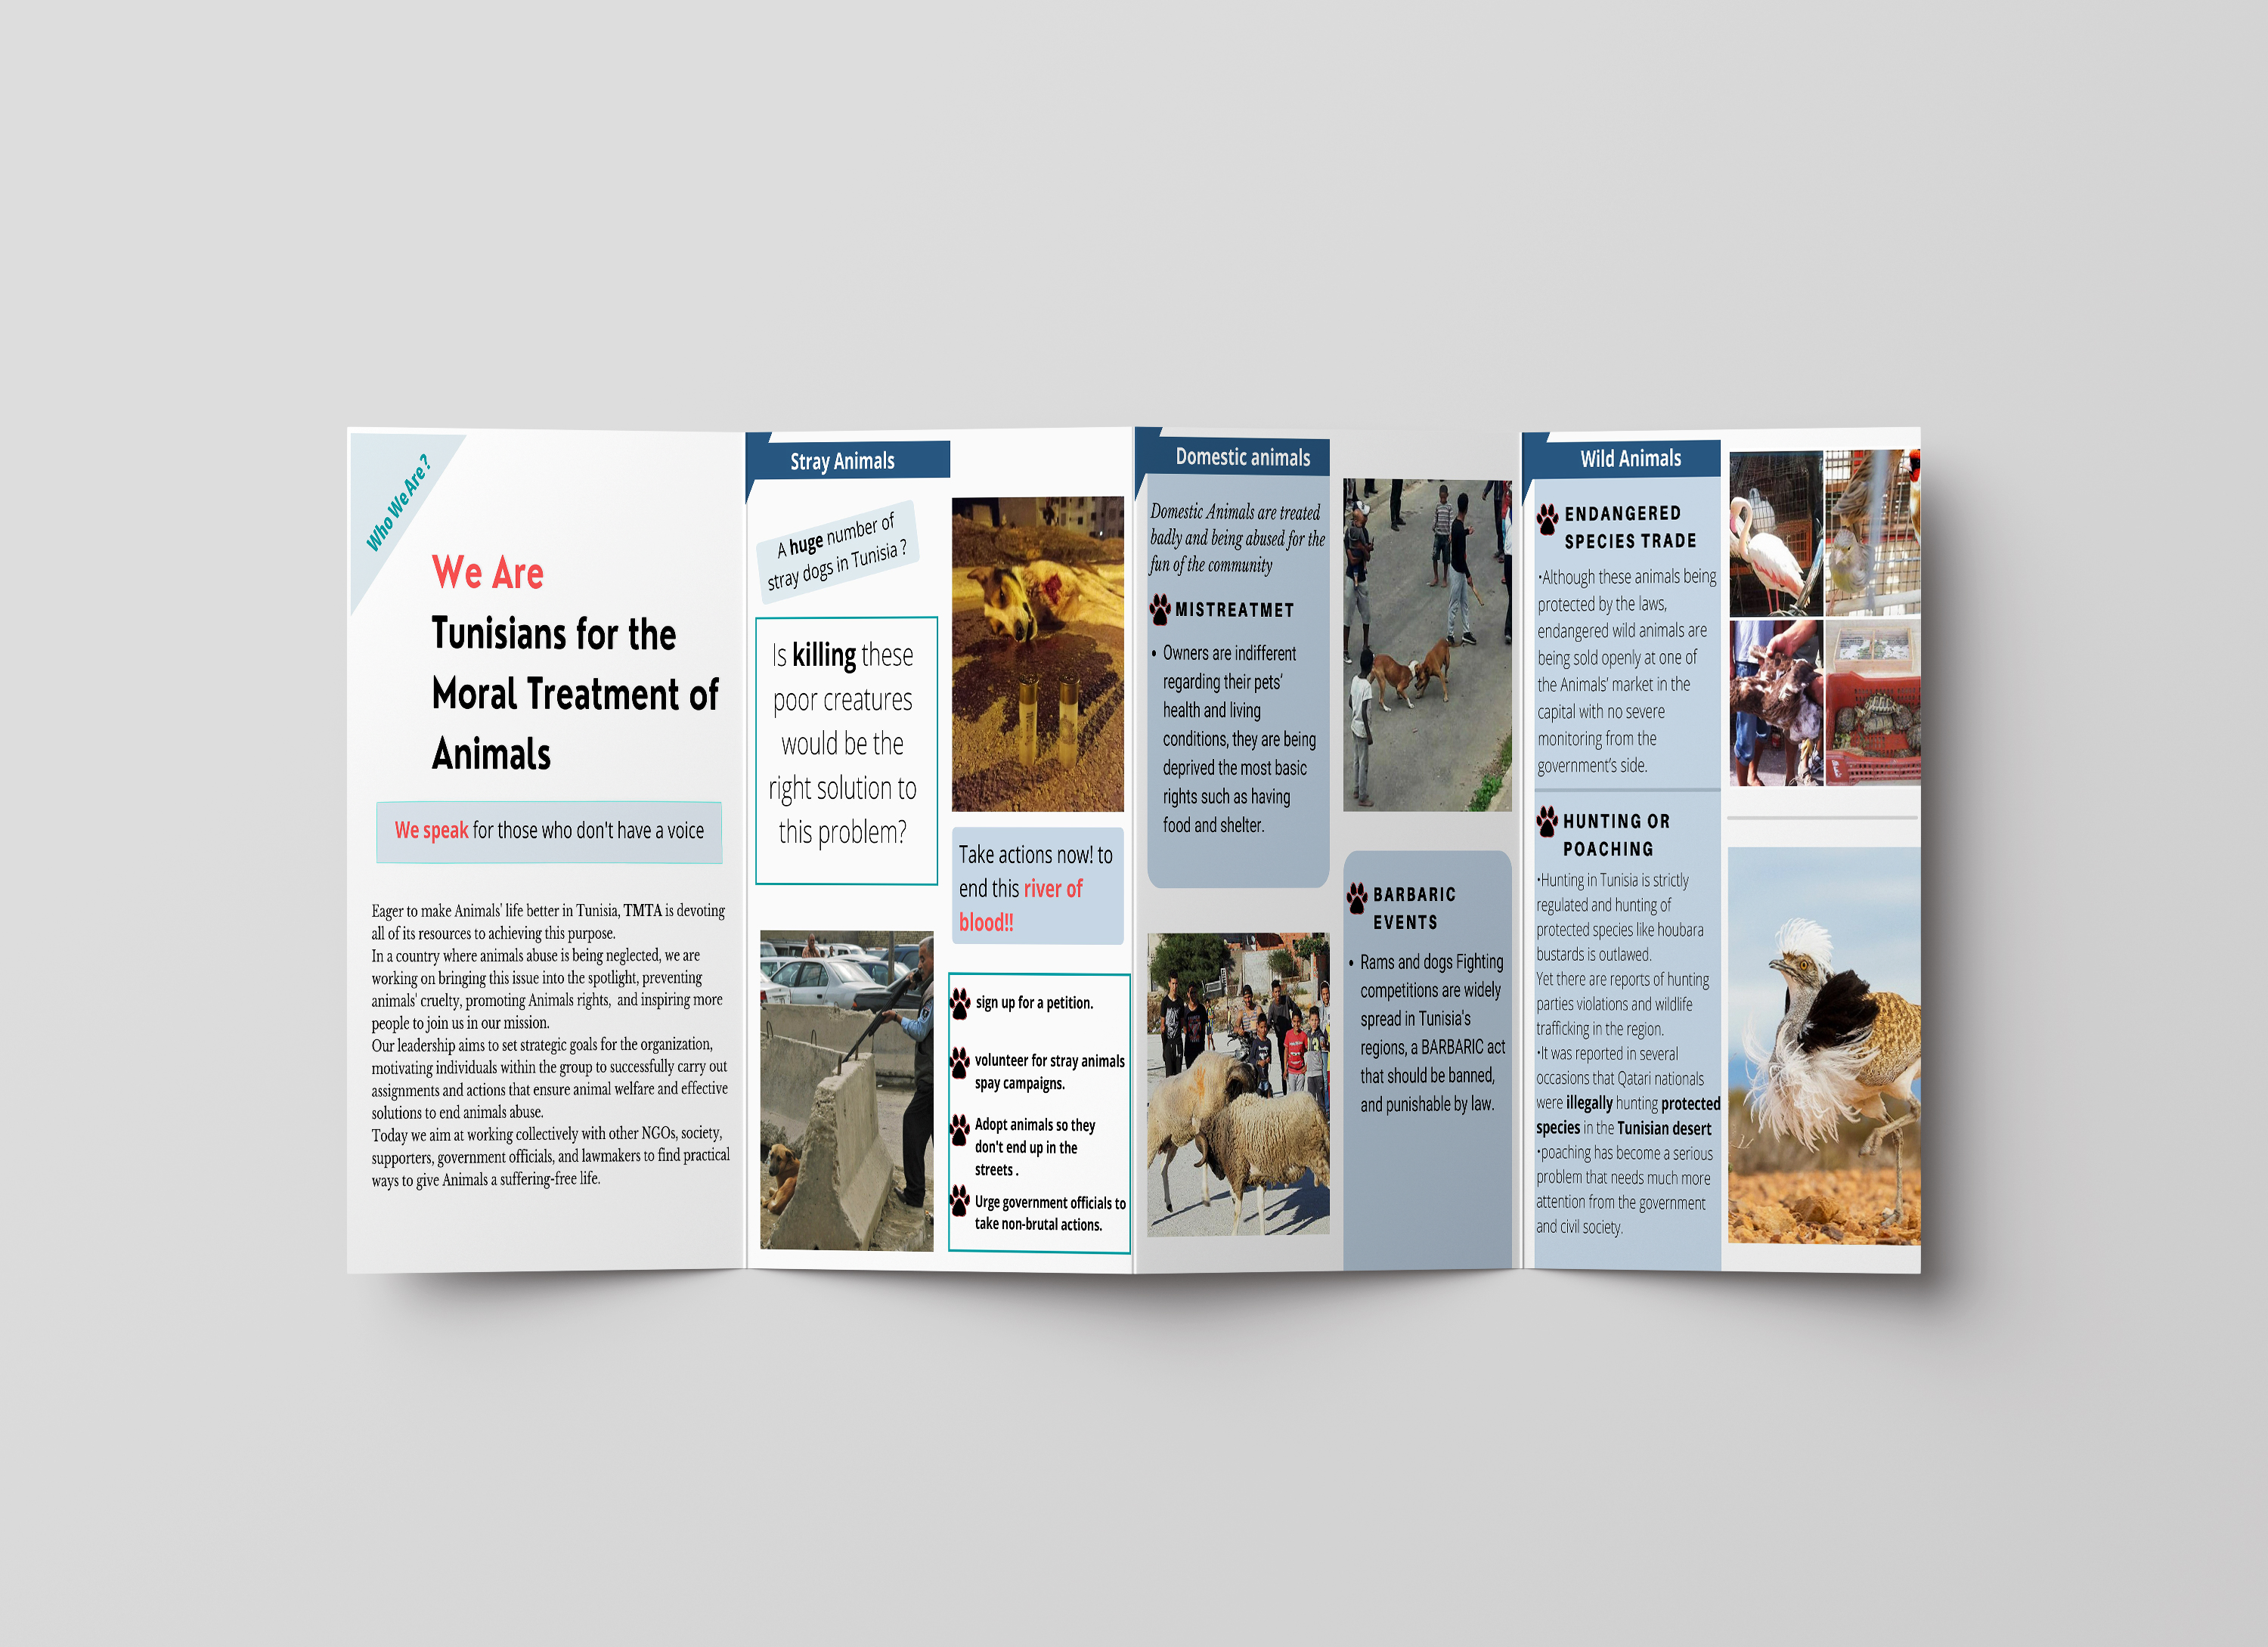 Who We Are ?
We Are
Tunisians for the
Moral Treatment of
Animals
We speak for those who don't have a voice
Eager to make Animals' life better in Tunisia, TMTA is devoting
all of its resources to achieving this purpose.
In a country where animals abuse is being neglected, we are
working on bringing this issue into the spotlight, preventing
animals' cruelty, promoting Animals rights, and inspiring more
people to join us in our mission.
Our leadership aims to set strategic goals for the organization,
motivating individuals within the group to successfully carry out
assignments and actions that ensure animal welfare and effective
solutions to end animals abuse.
Today we aim at working collectively with other NGOs, society,
supporters, government officials, and lawmakers to find practical
ways to give Animals a suffering-free life.
Stray Animals
A huge number of
stray dogs in Tunisia ?
Is killing these
poor creatures
would be the
right solution to
this problem?
Take actions now! to
end this river of
blood!!
sign up for a petition.
volunteer for stray animals
spay campaigns.
Adopt animals so they
don't end up in the
streets .
Urge government officials to
take non-brutal actions.
Domestic animals
Domestic Animals are treated
badly and being abused for the
fun of the community
MISTREATMET
• Owners are indifferent
regarding their pets'
health and living
conditions, they are being
deprived the most basic
rights such as having
food and shelter.
BARBARIC
EVENTS
• Rams and dogs Fighting
competitions are widely
spread in Tunisia's
regions, a BARBARIC act
that should be banned,
and punishable by law.
Wild Animals
ENDANGERED
SPECIES TRADE
•Although these animals being
protected by the laws,
endangered wild animals are
being sold openly at one of
the Animals' market in the
capital with no severe
monitoring from the
government's side.
HUNTING OR
POACHING
•Hunting in Tunisia is strictly
regulated and hunting of
protected species like houbara
bustards is outlawed.
Yet there are reports of hunting
parties violations and wildlife
trafficking in the region.
•It was reported in several
occasions that Qatari nationals
were illegally hunting protected
species in the Tunisian desert
•poaching has become a serious
problem that needs much more
attention from the government
and civil society.